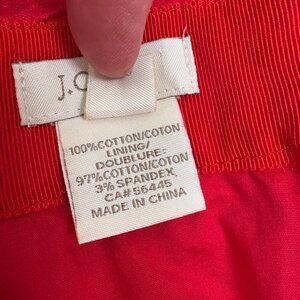 J.C
100%COTTON/COTON
LINING/
DOUBLURE:
97%COTTON/COTON
3% SPANDEX
CA#56445
MADE IN CHINA